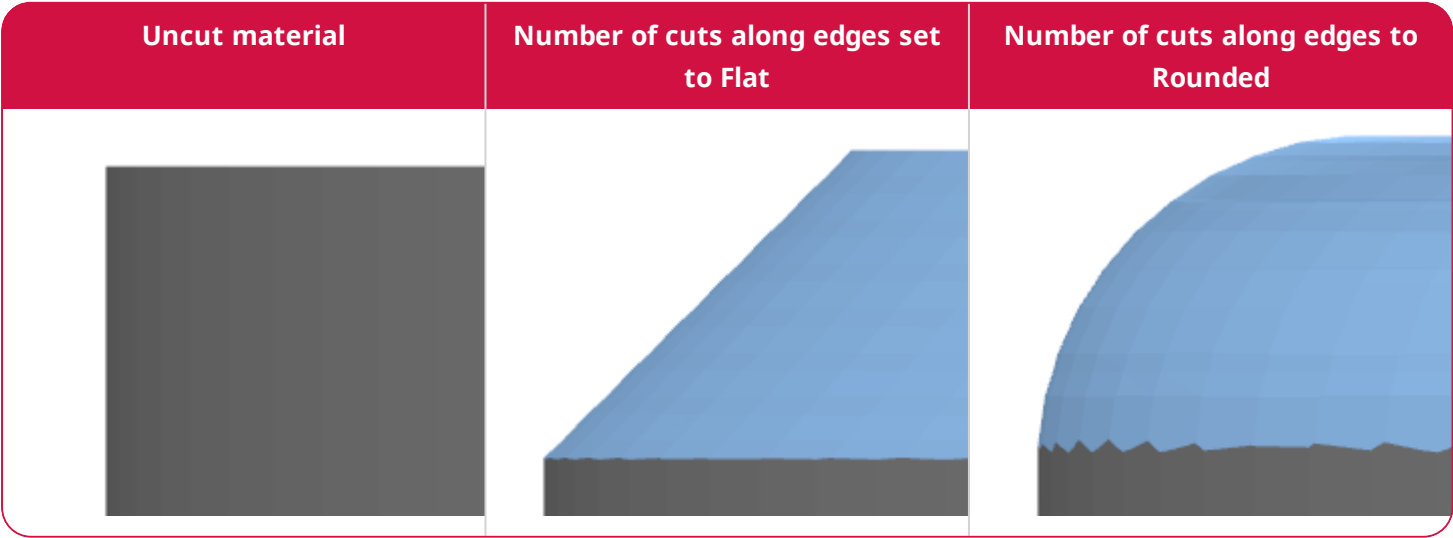 Uncut material
Number of cuts along edges set
to Flat
Number of cuts along edges to
Rounded